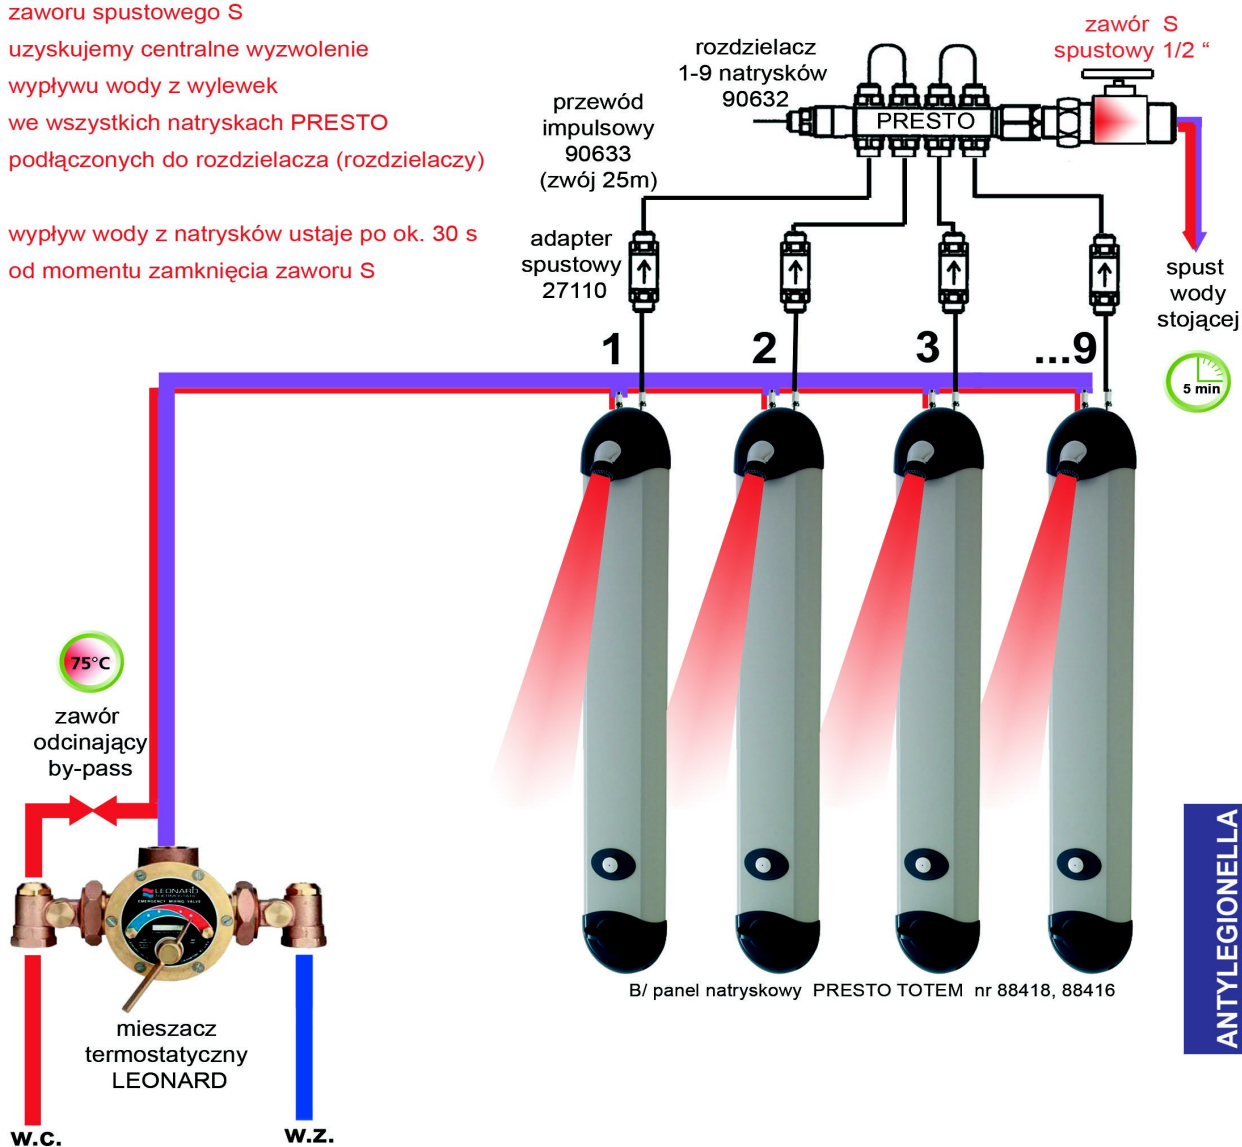 zaworu spustowego S
uzyskujemy centralne wyzwolenie
wypływu wody z wylewek
we wszystkich natryskach PRESTO
podłączonych do rozdzielacza (rozdzielaczy)
wypływ wody z natrysków ustaje po ok. 30 s
od momentu zamknięcia zaworu S
zawór S
spustowy 1/2 “
rozdzielacz
1-9 natrysków
90632
PRESTO
przewód
impulsowy
90633
(zwój 25m)
adapter
spustowy
27110
spust
wody
stojącej
5 min
1
2
3
...9
75°C
zawór
odcinający
by-pass
LEONARD
EMERGENCY MIXING VALVE
mieszacz
termostatyczny
LEONARD
w.c.
w.z.
B/ panel natryskowy PRESTO TOTEM nr 88418, 88416
ANTYLEGIONELLA